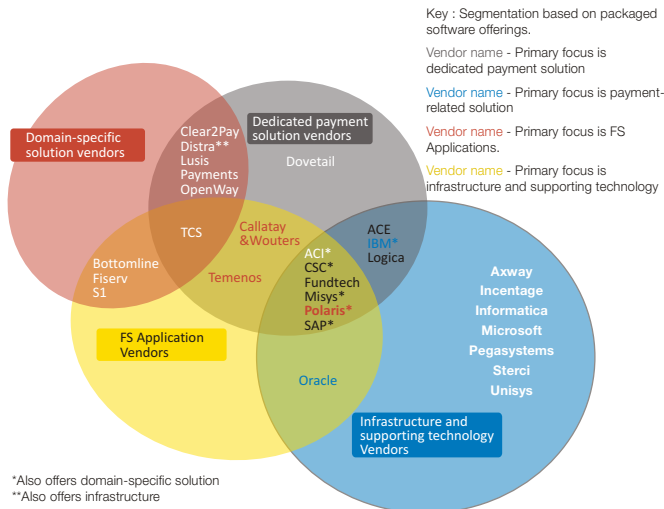 Key : Segmentation based on packaged
software offerings.
Vendor name - Primary focus is
dedicated payment solution
Vendor name - Primary focus is payment-
related solution
Vendor name - Primary focus is FS
Applications.
Vendor name - Primary focus is
infrastructure and supporting technology
Domain-specific
solution vendors
Clear2Pay
Distra**
Lusis
Payments
OpenWay
Dedicated payment
solution vendors
Dovetail
TCS
Callatay
&Wouters
Temenos
Bottomline
Fiserv
S1
ACE
IBM*
Logica
ACI*
CSC*
Fundtech
Misys*
Polaris*
SAP*
Axway
Incentage
Informatica
Microsoft
Pegasystems
Sterci
Unisys
FS Application
Vendors
Oracle
Infrastructure and
supporting technology
Vendors
*Also offers domain-specific solution
**Also offers infrastructure